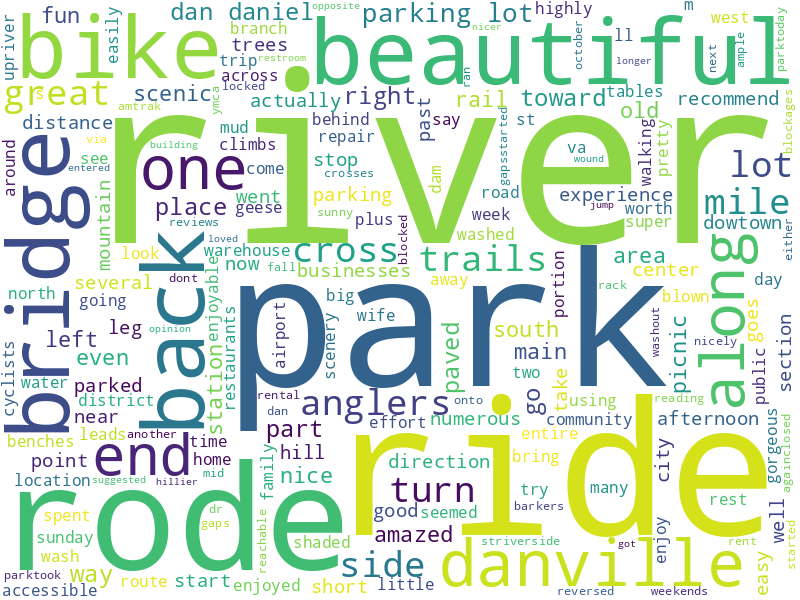 opposite
upriver
fun
easily
bike
branch
trees
trip
restroom
across
locked
dan daniel
parking lot
highly
beautiful
ran
october
ll
m
west
nicer
longer
next
ample
parktoday
great
scenic
amtrak
ymca
actually
right
past
rail
toward
tables
old
recommend
distance
via
mud
climbs
behind
repair
say
st
gapsstarted
va
wound
walking
pretty
blockages
around
see
building
entered
river
come
stop
crosses
dam
road
experience
jump
worth
lot
mile
bridge
mountain
one
place
went
geese
parking
sunny
plus
week
washed
super
dowtown
look
back
reviews
loved
warehouse
cross
blocked
trails
area
day
either
north
several
going
dont
now
fall
businesses
away
portion
center
along
goes
cyclists
left
leg
opinion
station
enjoyable
restaurants
airport
scenery
big
wife
park
south
rack
blown
washout
nicely
section
water
even
paved
main
two
picnic
public
parked
district
near
rental
dan
anglers
onto
numerous
go
take
using
reading
benches
leads
another
time
part
effort
community
afternoon
end
home
hill
ride
entire
point
mid
nice
direction
bring
city
gorgeous
againclosed
location
suggested
hillier
family
turn
try
many
rest
well
rode
spent
dr
gaps
reachable
shaded
good
seemed
barkers
enjoy
sunday
amazed
striverside
got
rent
started
wash
way
side
danville
easy
parktook
accessible
route
start
enjoyed
short
little
reversed
weekends